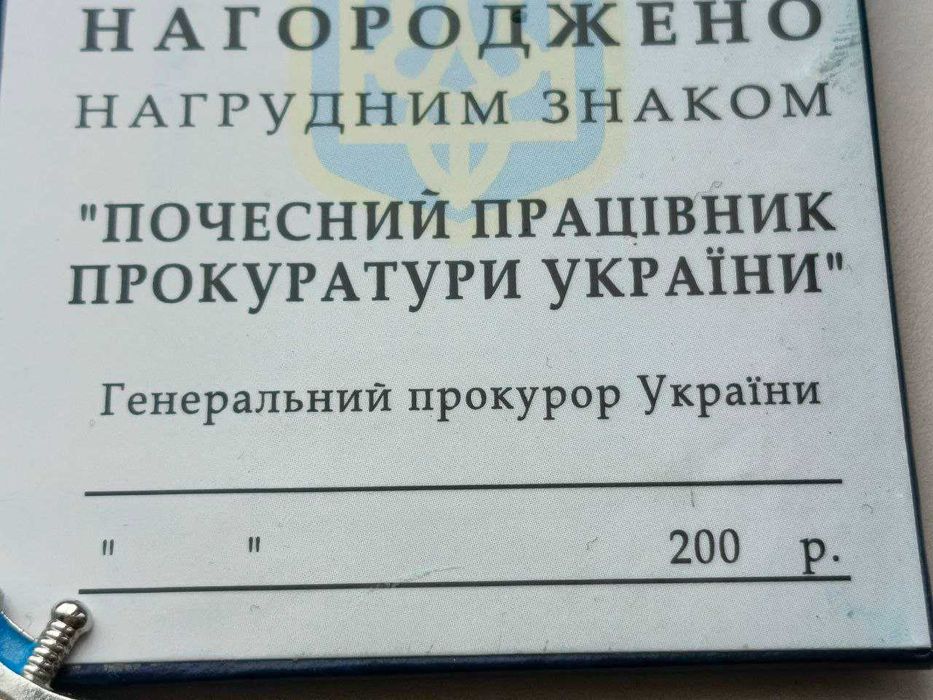 НАГОРОДЖЕНО
НАГРУДНИМ ЗНАКОМ
"ПОЧЕСНИЙ ПРАЦІВНИК
ПРОКУРАТУРИ УКРАЇНИ"
Генеральний прокурор України
" " 200 р.